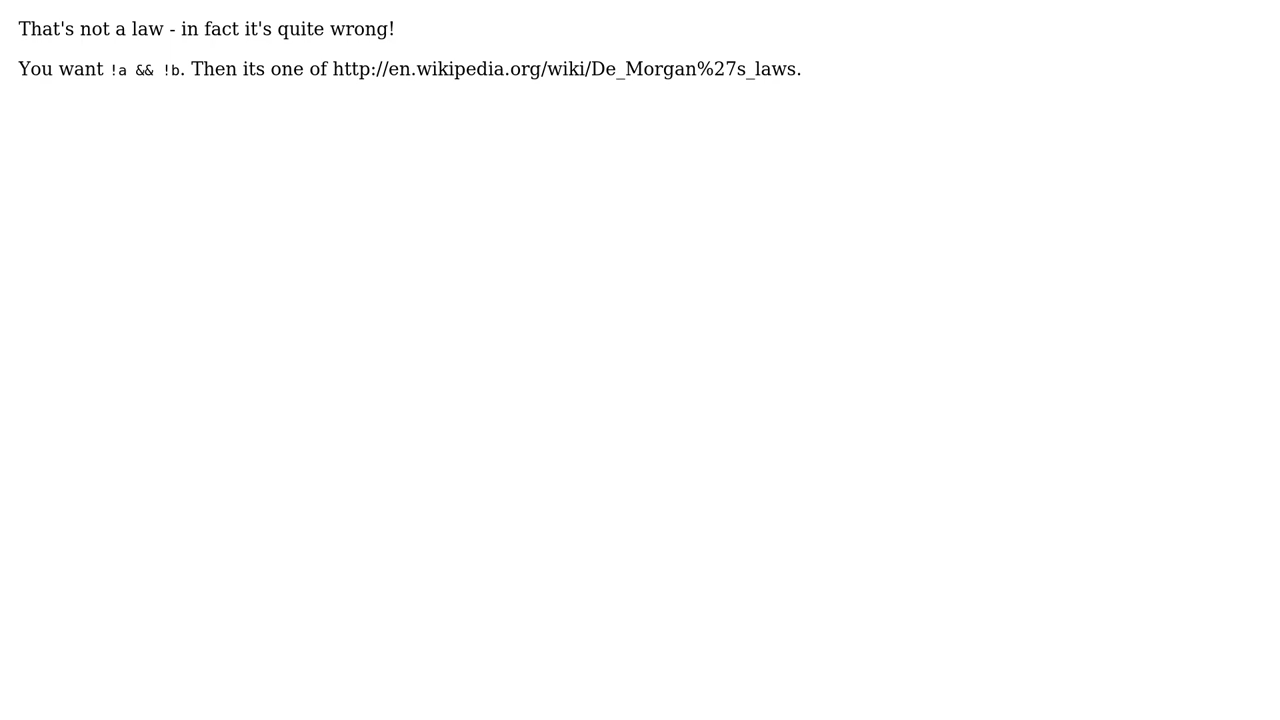 That's not a law - in fact it's quite wrong!
You want !a && !b. Then its one of http://en.wikipedia.org/wiki/De_Morgan%27s_laws.